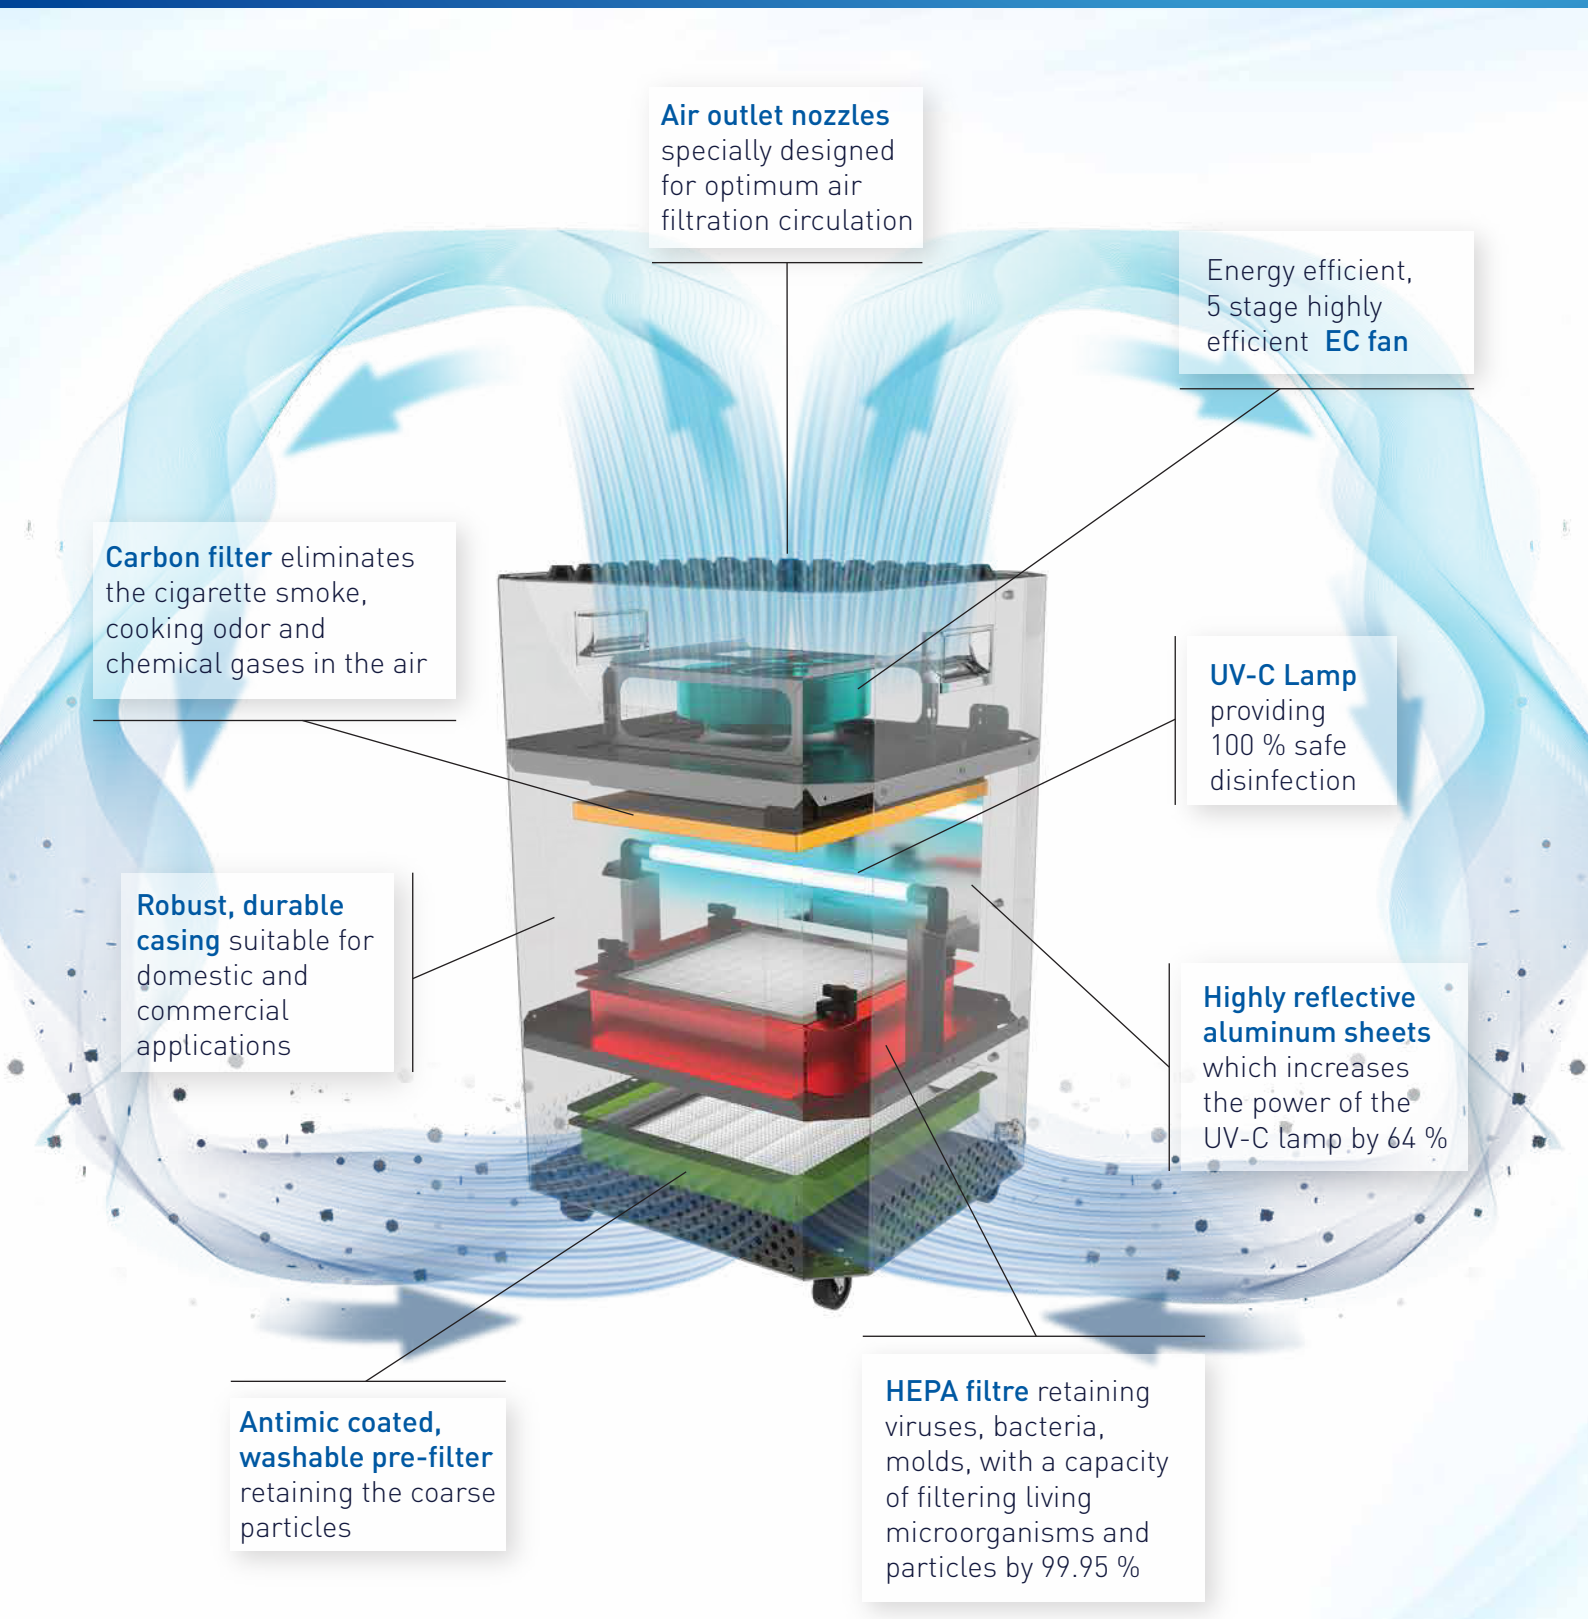 Air outlet nozzles
specially designed
for optimum air
filtration circulation
Energy efficient,
5 stage highly
efficient EC fan
Carbon filter eliminates
the cigarette smoke,
cooking odor and
chemical gases in the air
UV-C Lamp
providing
100 % safe
disinfection
Robust, durable
casing suitable for
domestic and
commercial
applications
Highly reflective
aluminum sheets
which increases
the power of the
UV-C lamp by 64 %
Antimic coated,
washable pre-filter
retaining the coarse
particles
HEPA filtre retaining
viruses, bacteria,
molds, with a capacity
of filtering living
microorganisms and
particles by 99.95 %